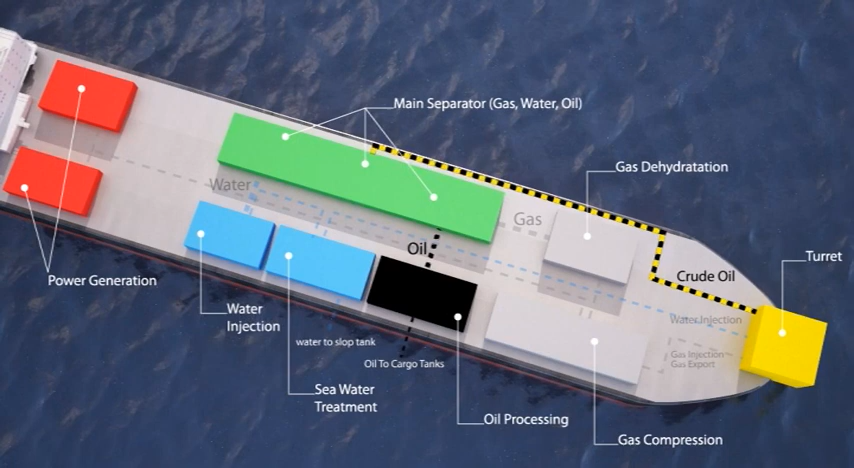 Main Separator (Gas, Water, Oil)
Gas Dehydratation
Water
Gas
Oil
Turret
Crude Oil
Power Generation
Water
Injection
Water Injection
water to slop tank
Gas Injection
Gas Export
Oil To Cargo Tanks
Sea Water
Treatment
Oil Processing
Gas Compression